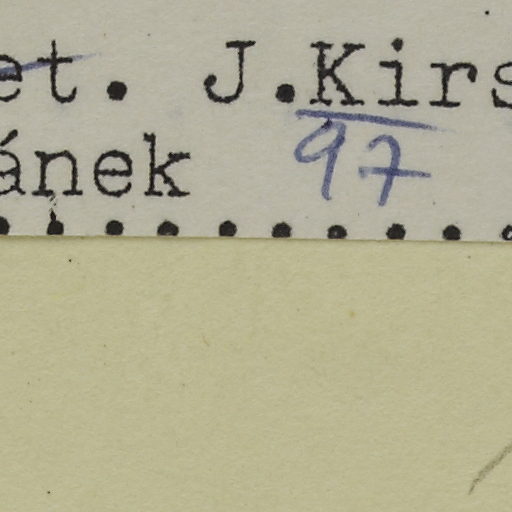 et. J.Kirs
ánek 97